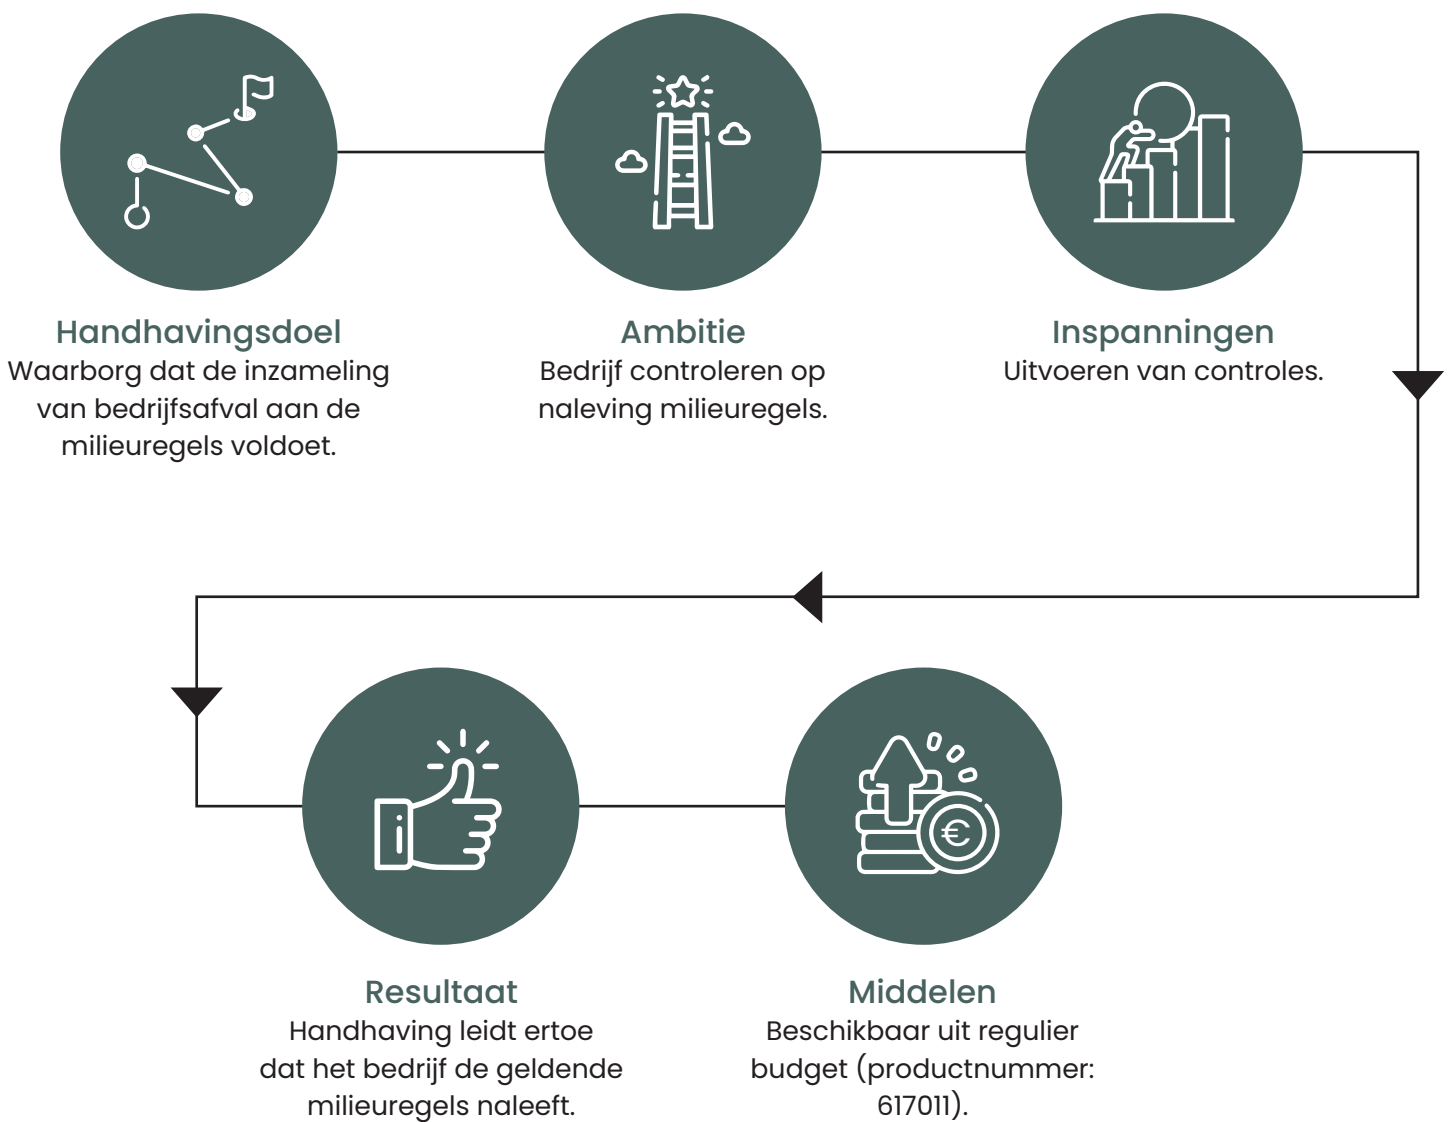 Handhavingsdoel
Waarborg dat de inzameling
van bedrijfsafval aan de
milieuregels voldoet.
Ambitie
Bedrijf controleren op
naleving milieuregels.
Inspanningen
Uitvoeren van controles.
Resultaat
Handhaving leidt ertoe
dat het bedrijf de geldende
milieuregels naleeft.
€
Middelen
Beschikbaar uit regulier
budget (productnummer:
617011).